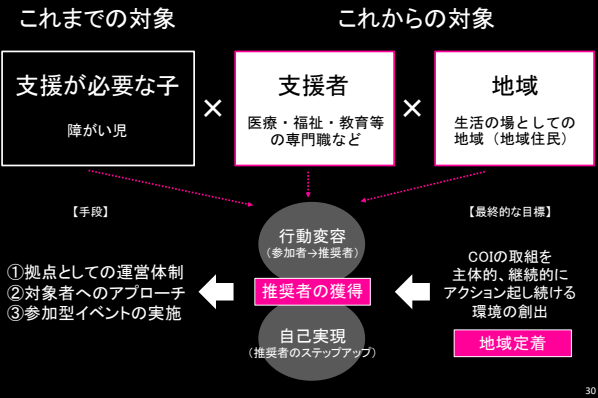 これまでの対象
これからの対象
支援が必要な子
障がい児
×
支援者
医療・福祉・教育等
の専門職など
×
地域
生活の場としての
地域（地域住民）
【手段】
①拠点としての運営体制
②対象者へのアプローチ
③参加型イベントの実施
行動変容
（参加者→推奨者）
推奨者の獲得
自己実現
（推奨者のステップアップ）
【最終的な目標】
COIの取組を
主体的、継続的に
アクション起し続ける
環境の創出
地域定着
30